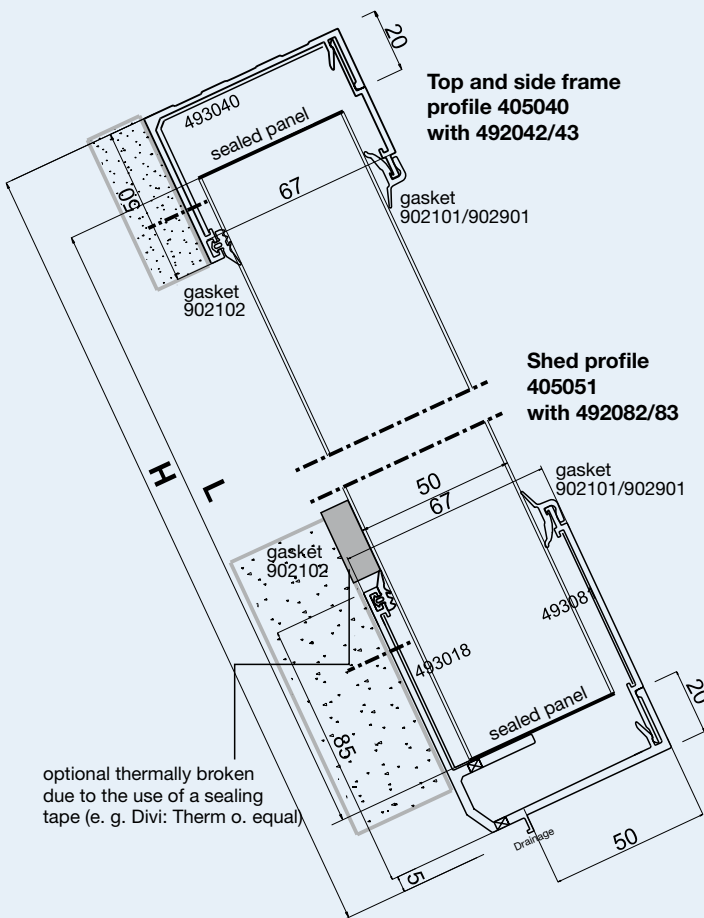 20
Top and side frame
profile 405040
with 492042/43
493040
sealed panel
67
50
gasket
902101/902901
gasket
902102
Shed profile
405051
with 492082/83
H
L
50
67
gasket
902101/902901
gasket
902102
493081
493018
85
sealed panel
20
optional thermally broken
due to the use of a sealing
tape (e. g. Divi: Therm o. equal)
Drainage
50
5